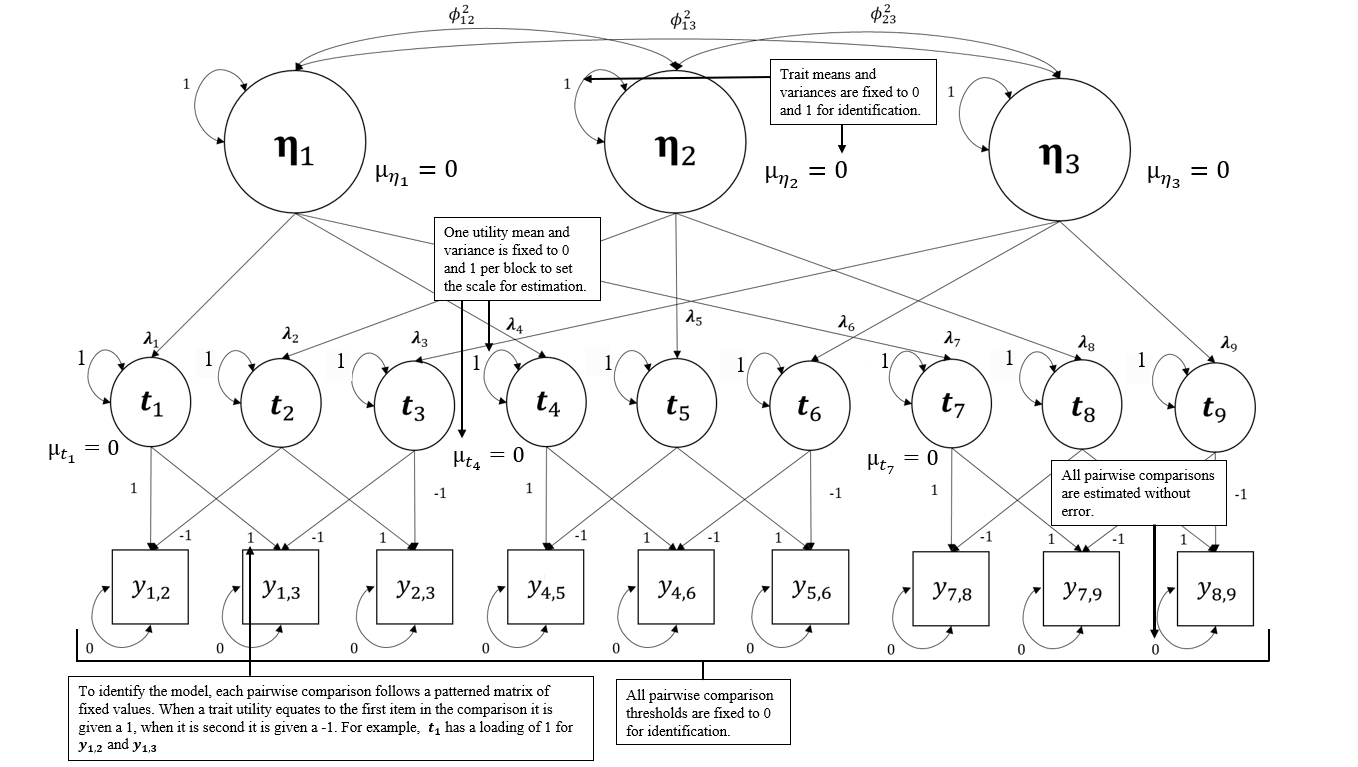 ϕ²₁₂ ϕ²₁₃ ϕ²₂₃
1 1 1
Trait means and
variances are fixed to 0
and 1 for identification.
η₁ η₂ η₃
μη₁ = 0 μη₂ = 0 μη₃ = 0
One utility mean and
variance is fixed to 0
and 1 per block to set
the scale for estimation.
λ₁ λ₂ λ₃ λ₄ λ₅ λ₆ λ₇ λ₈ λ₉
1 1 1 1 1 1 1 1 1
t₁ t₂ t₃ t₄ t₅ t₆ t₇ t₈ t₉
μt₁ = 0 μt₄ = 0 μt₇ = 0
All pairwise comparisons
are estimated without
error.
1 -1 1 -1 1 -1
-1 1 -1 1 -1 1 -1 1 -1 1 -1 1
y₁,₂ y₁,₃ y₂,₃ y₄,₅ y₄,₆ y₅,₆ y₇,₈ y₇,₉ y₈,₉
0 0 0 0 0 0 0 0 0
To identify the model, each pairwise comparison follows a patterned matrix of
fixed values. When a trait utility equates to the first item in the comparison it is
given a 1, when it is second it is given a -1. For example, t₁ has a loading of 1 for
y₁,₂ and y₁,₃
All pairwise comparison
thresholds are fixed to 0
for identification.